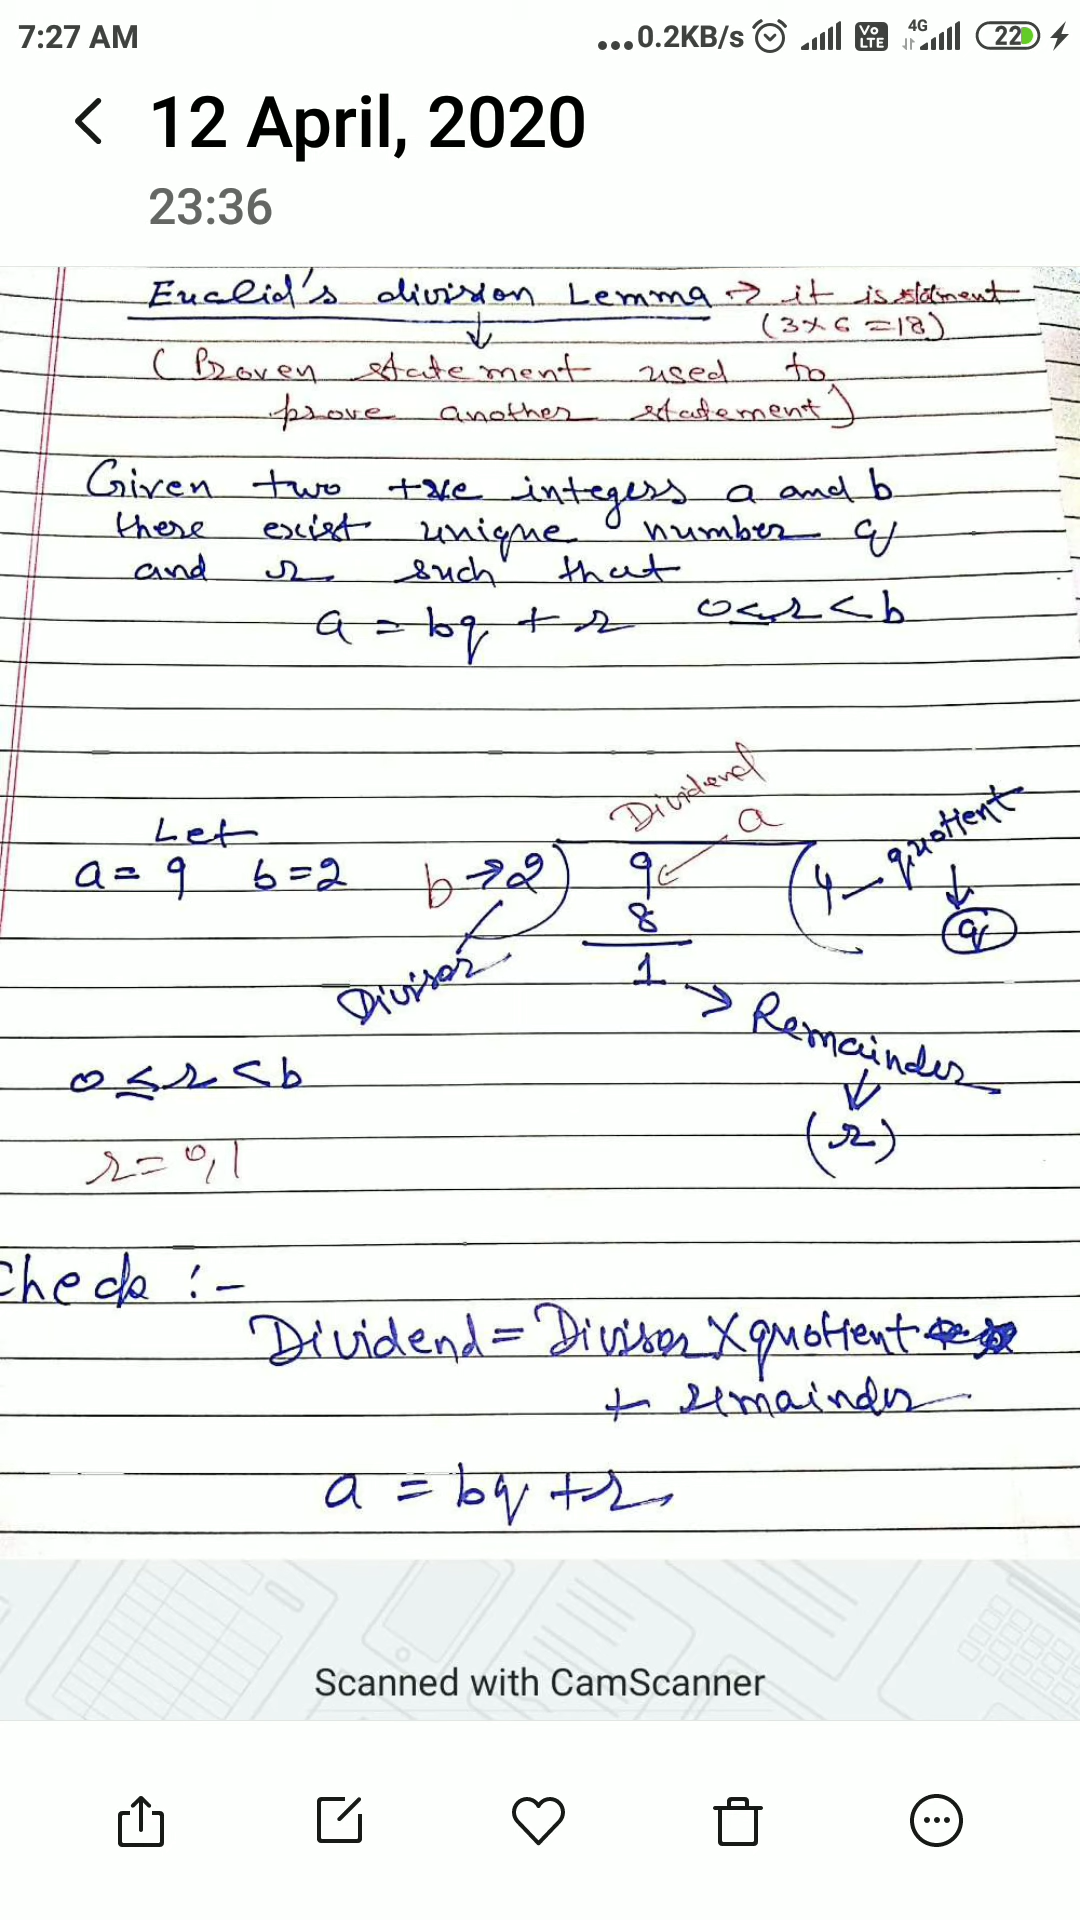 7:27 AM
...0.2KB/s Vo LTE 4G 22
12 April, 2020
23:36
Euclid's division Lemma → it is statment
(3×6=18)
(Proven statement used to
prove another statement)
Given two +ve integers a and b
there exist unique number q
and r such that
a = bq + r 0≤r<b
Dividend
Let a
a = 9 b=2 b→2) 9 (4 — quotient
8 q
1
Divisor
→ Remainder
0≤r<b
(r)
r=0,1
Check :-
Dividend = Divisor X quotient
+ remainder
a = bq +r
Scanned with CamScanner